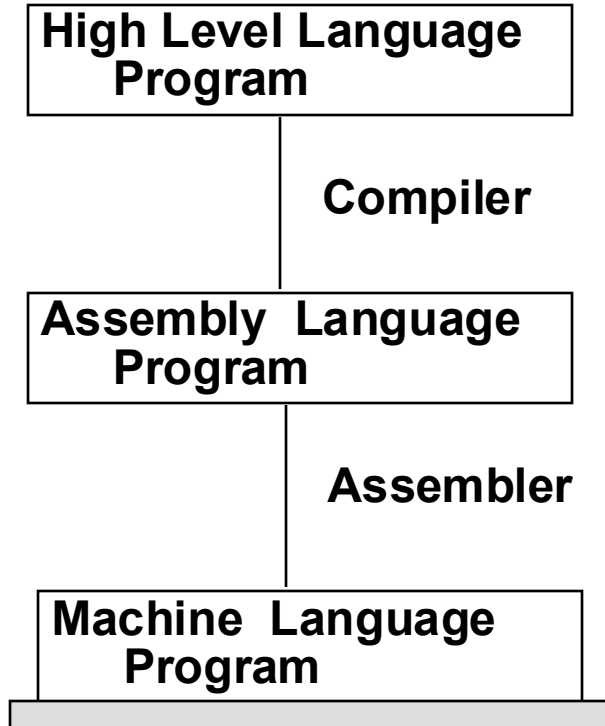 High Level Language
Program
Compiler
Assembly Language
Program
Assembler
Machine Language
Program